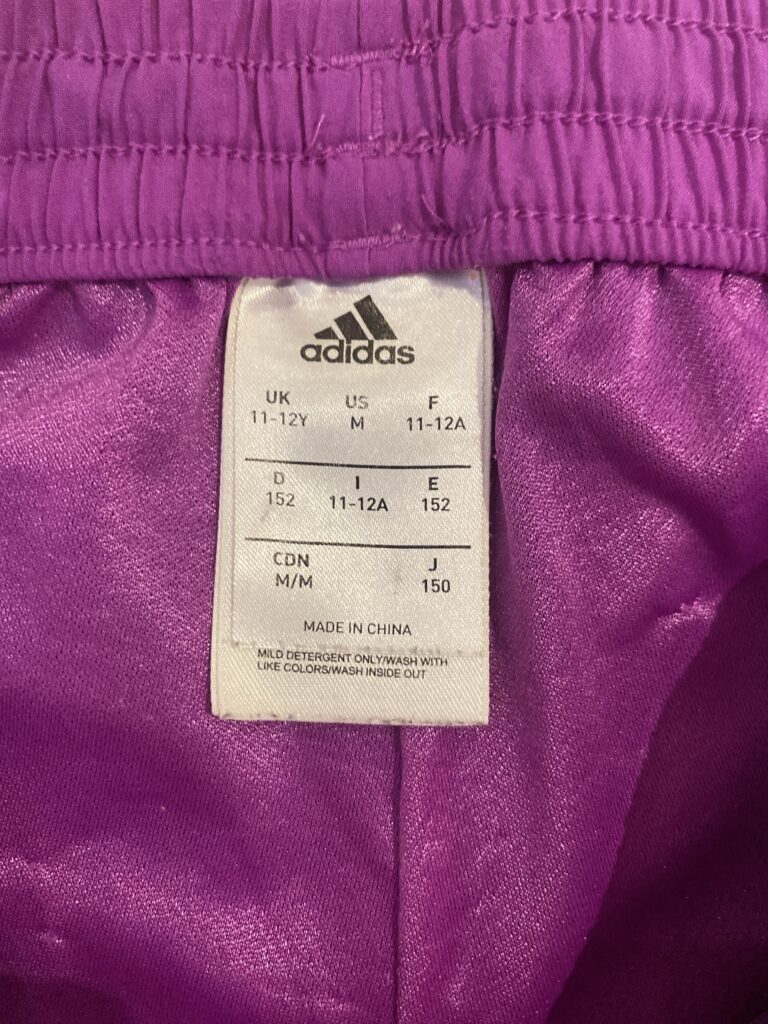 adidas
UK US F
11-12Y M 11-12A
D I E
152 11-12A 152
CDN J
M/M 150
MADE IN CHINA
MILD DETERGENT ONLY/WASH WITH
LIKE COLORS/WASH INSIDE OUT